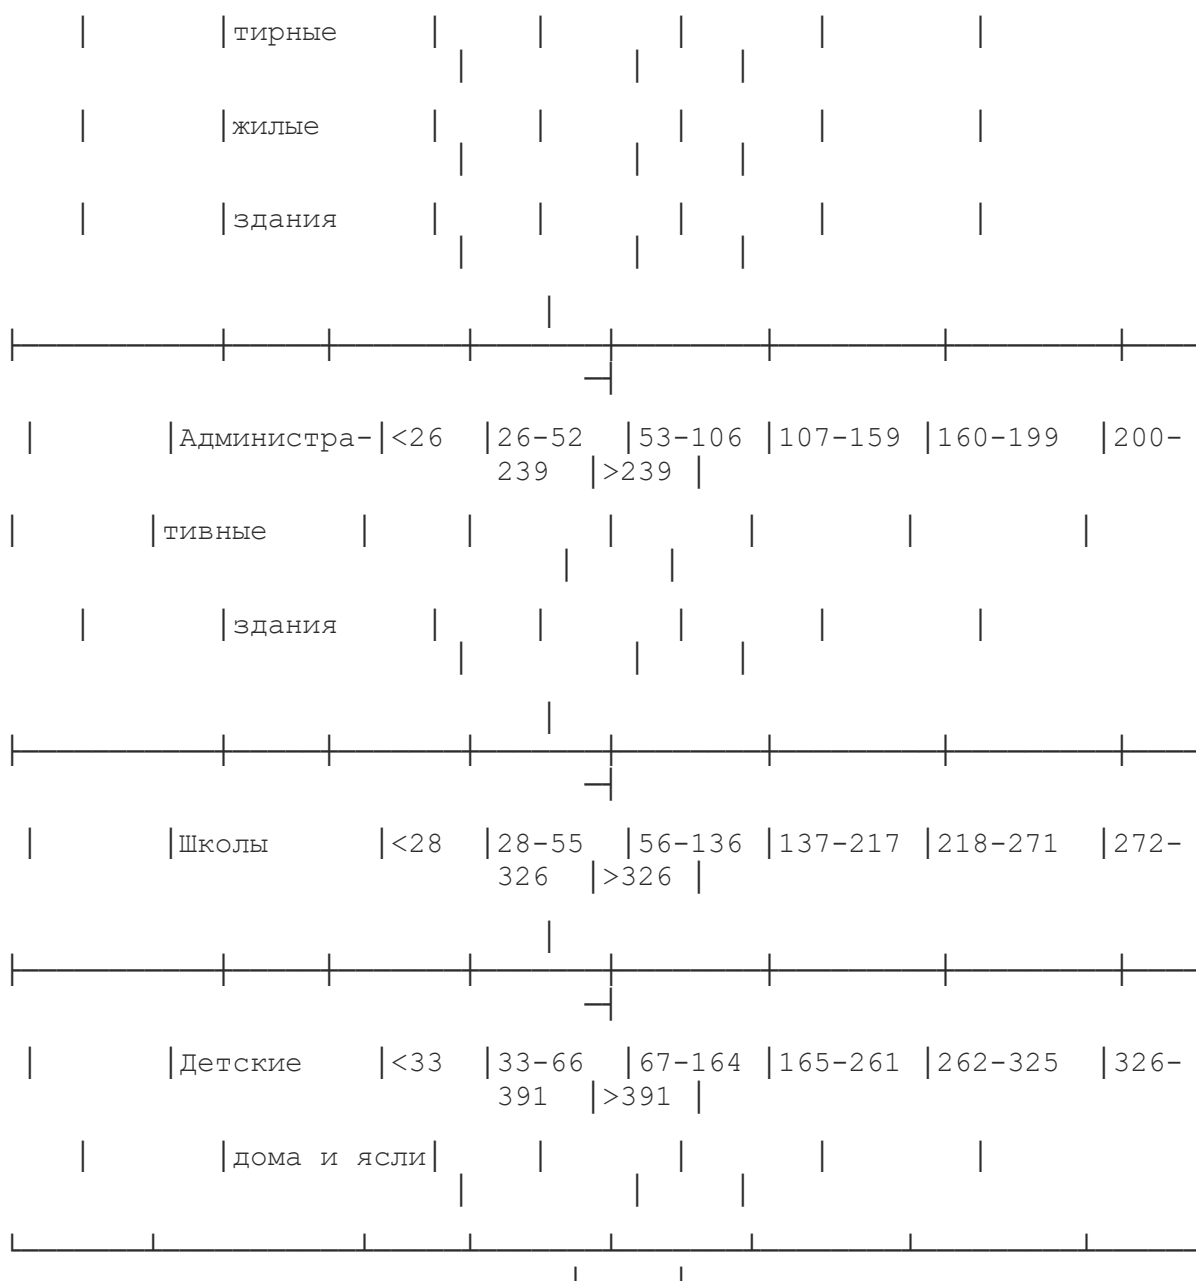 тирные
жилые
здания
Администра- <26 26-52 53-106 107-159 160-199 200-
239 >239
тивные
здания
Школы <28 28-55 56-136 137-217 218-271 272-
326 >326
Детские <33 33-66 67-164 165-261 262-325 326-
391 >391
дома и ясли